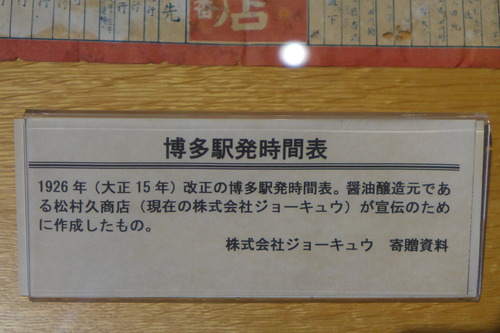 店
番
先
博多駅発時間表
1926年（大正15年）改正の博多駅発時間表。醤油醸造元であ
る松村久商店（現在の株式会社ジョーキュウ）が宣伝のため
に作成したもの。
株式会社ジョーキュウ　寄贈資料